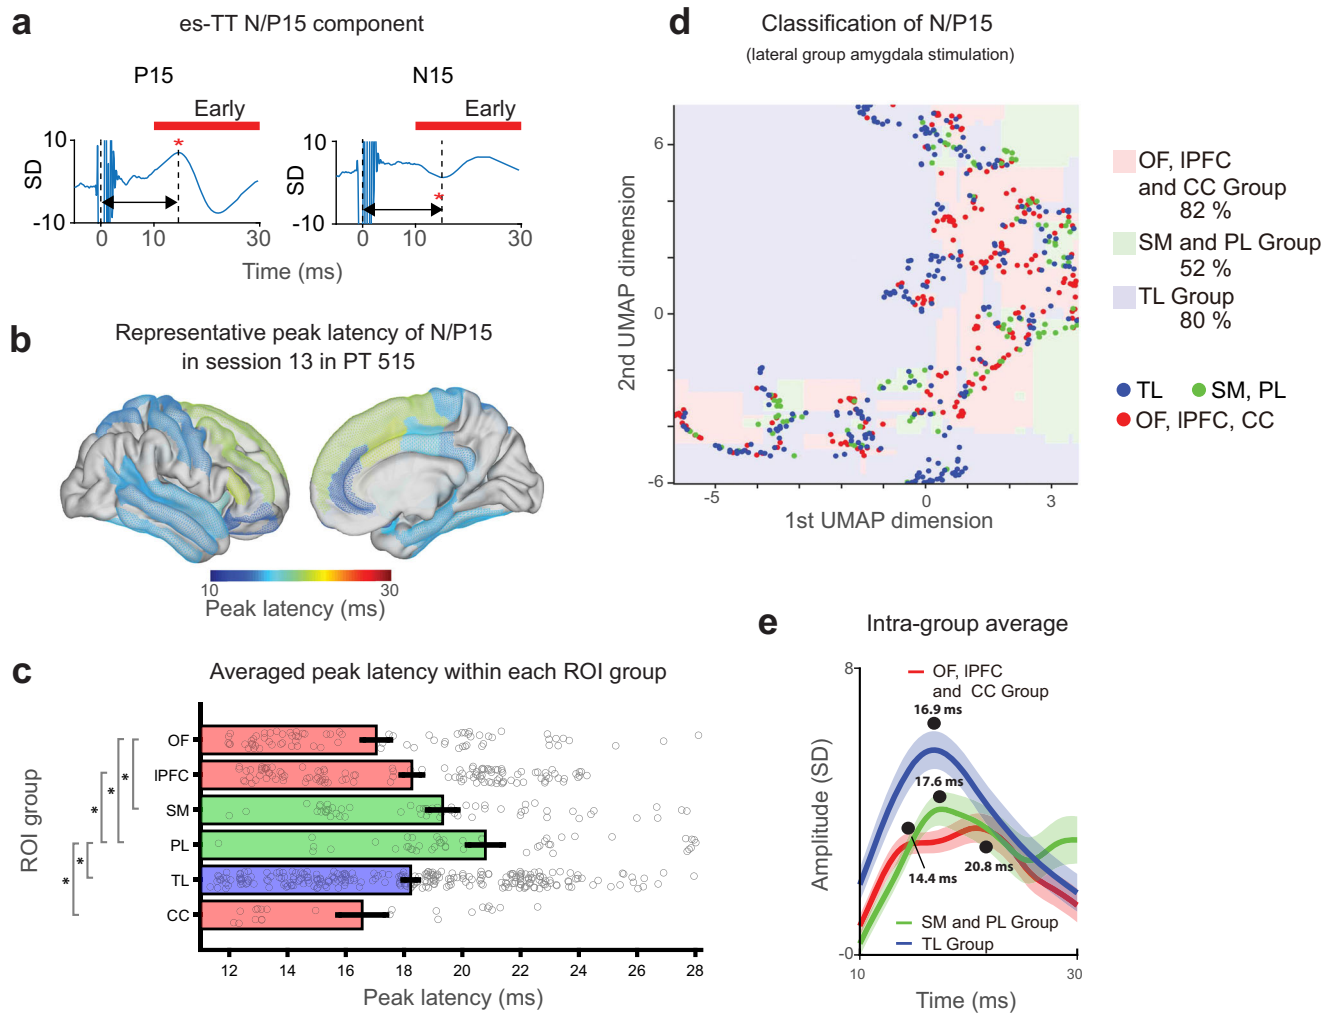 a
es-TT N/P15 component
P15
N15
Early
Early
*
*
10
SD
-10
0
10
30
10
SD
-10
0
10
30
Time (ms)
b
Representative peak latency of N/P15
in session 13 in PT 515
10
30
Peak latency (ms)
c
Averaged peak latency within each ROI group
ROI group
OF
lPFC
SM
PL
TL
CC
*
*
*
*
*
12
14
16
18
20
22
24
26
28
Peak latency (ms)
d
Classification of N/P15
(lateral group amygdala stimulation)
2nd UMAP dimension
6
0
-6
-5
0
3
1st UMAP dimension
OF, lPFC
and CC Group
82 %
SM and PL Group
52 %
TL Group
80 %
TL
SM, PL
OF, lPFC, CC
e
Intra-group average
8
Amplitude (SD)
-0
10
30
Time (ms)
OF, lPFC
and CC Group
16.9 ms
17.6 ms
14.4 ms
20.8 ms
SM and PL Group
TL Group